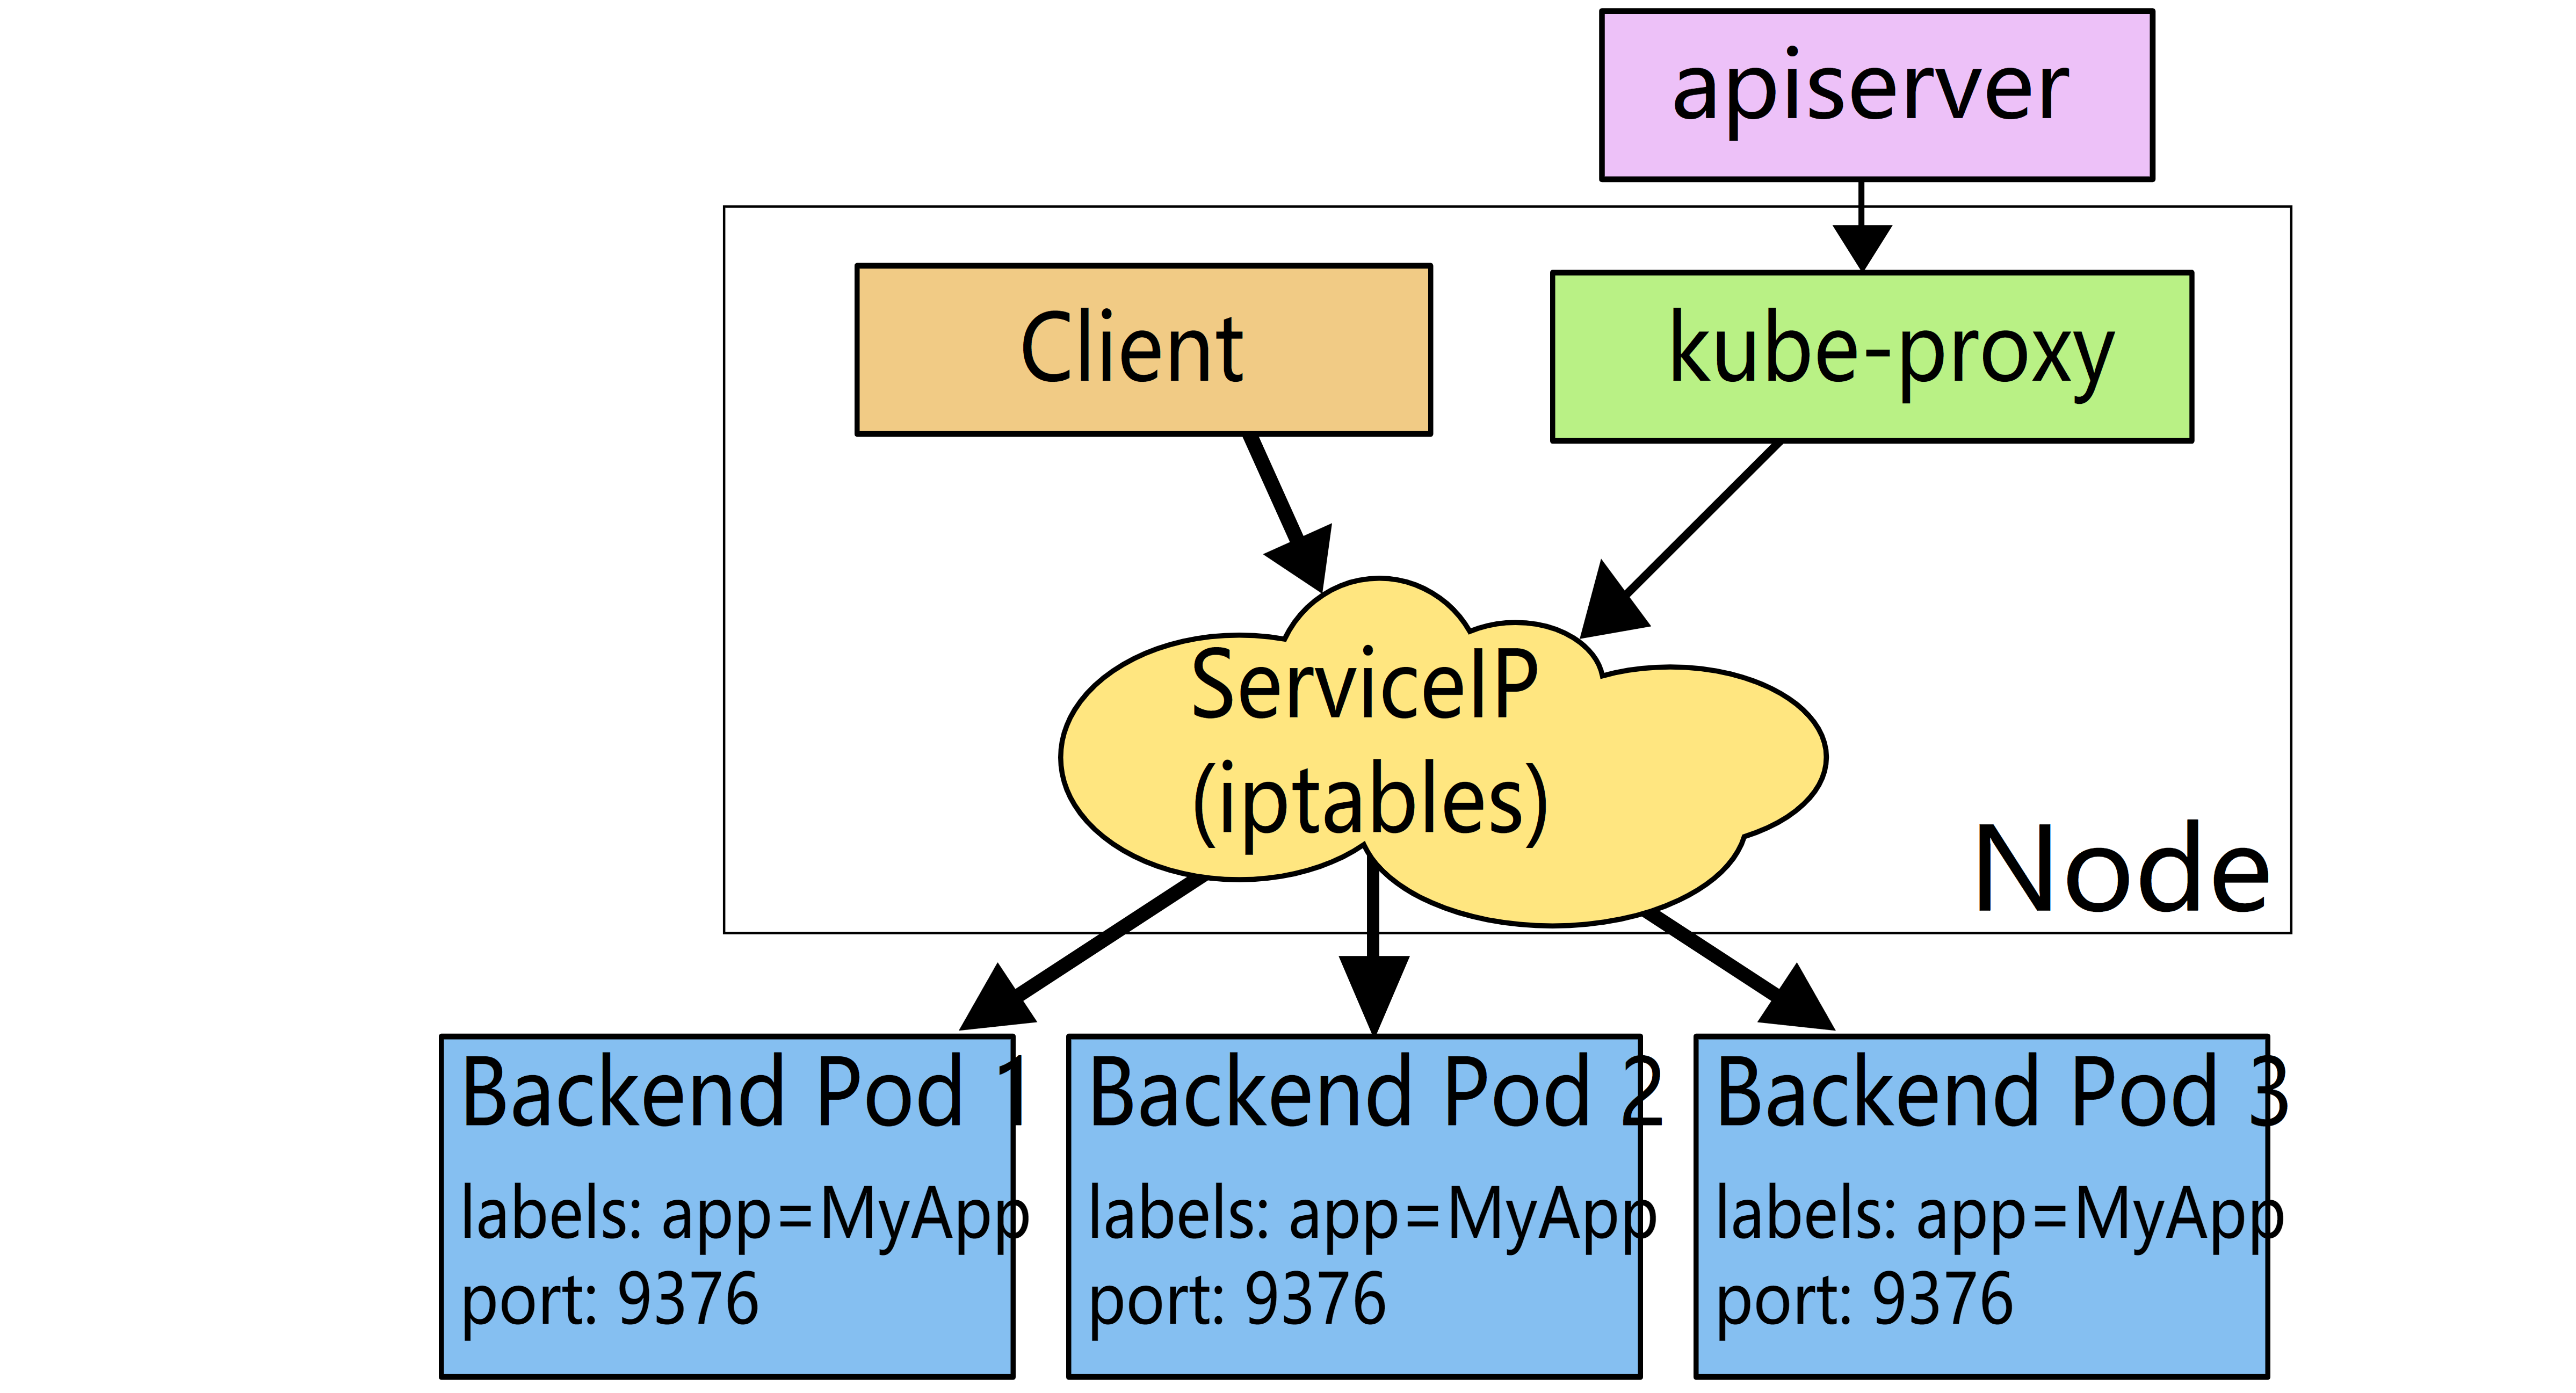 apiserver
Client
kube-proxy
ServiceIP
(iptables)
Node
Backend Pod 1
labels: app=MyApp
port: 9376
Backend Pod 2
labels: app=MyApp
port: 9376
Backend Pod 3
labels: app=MyApp
port: 9376